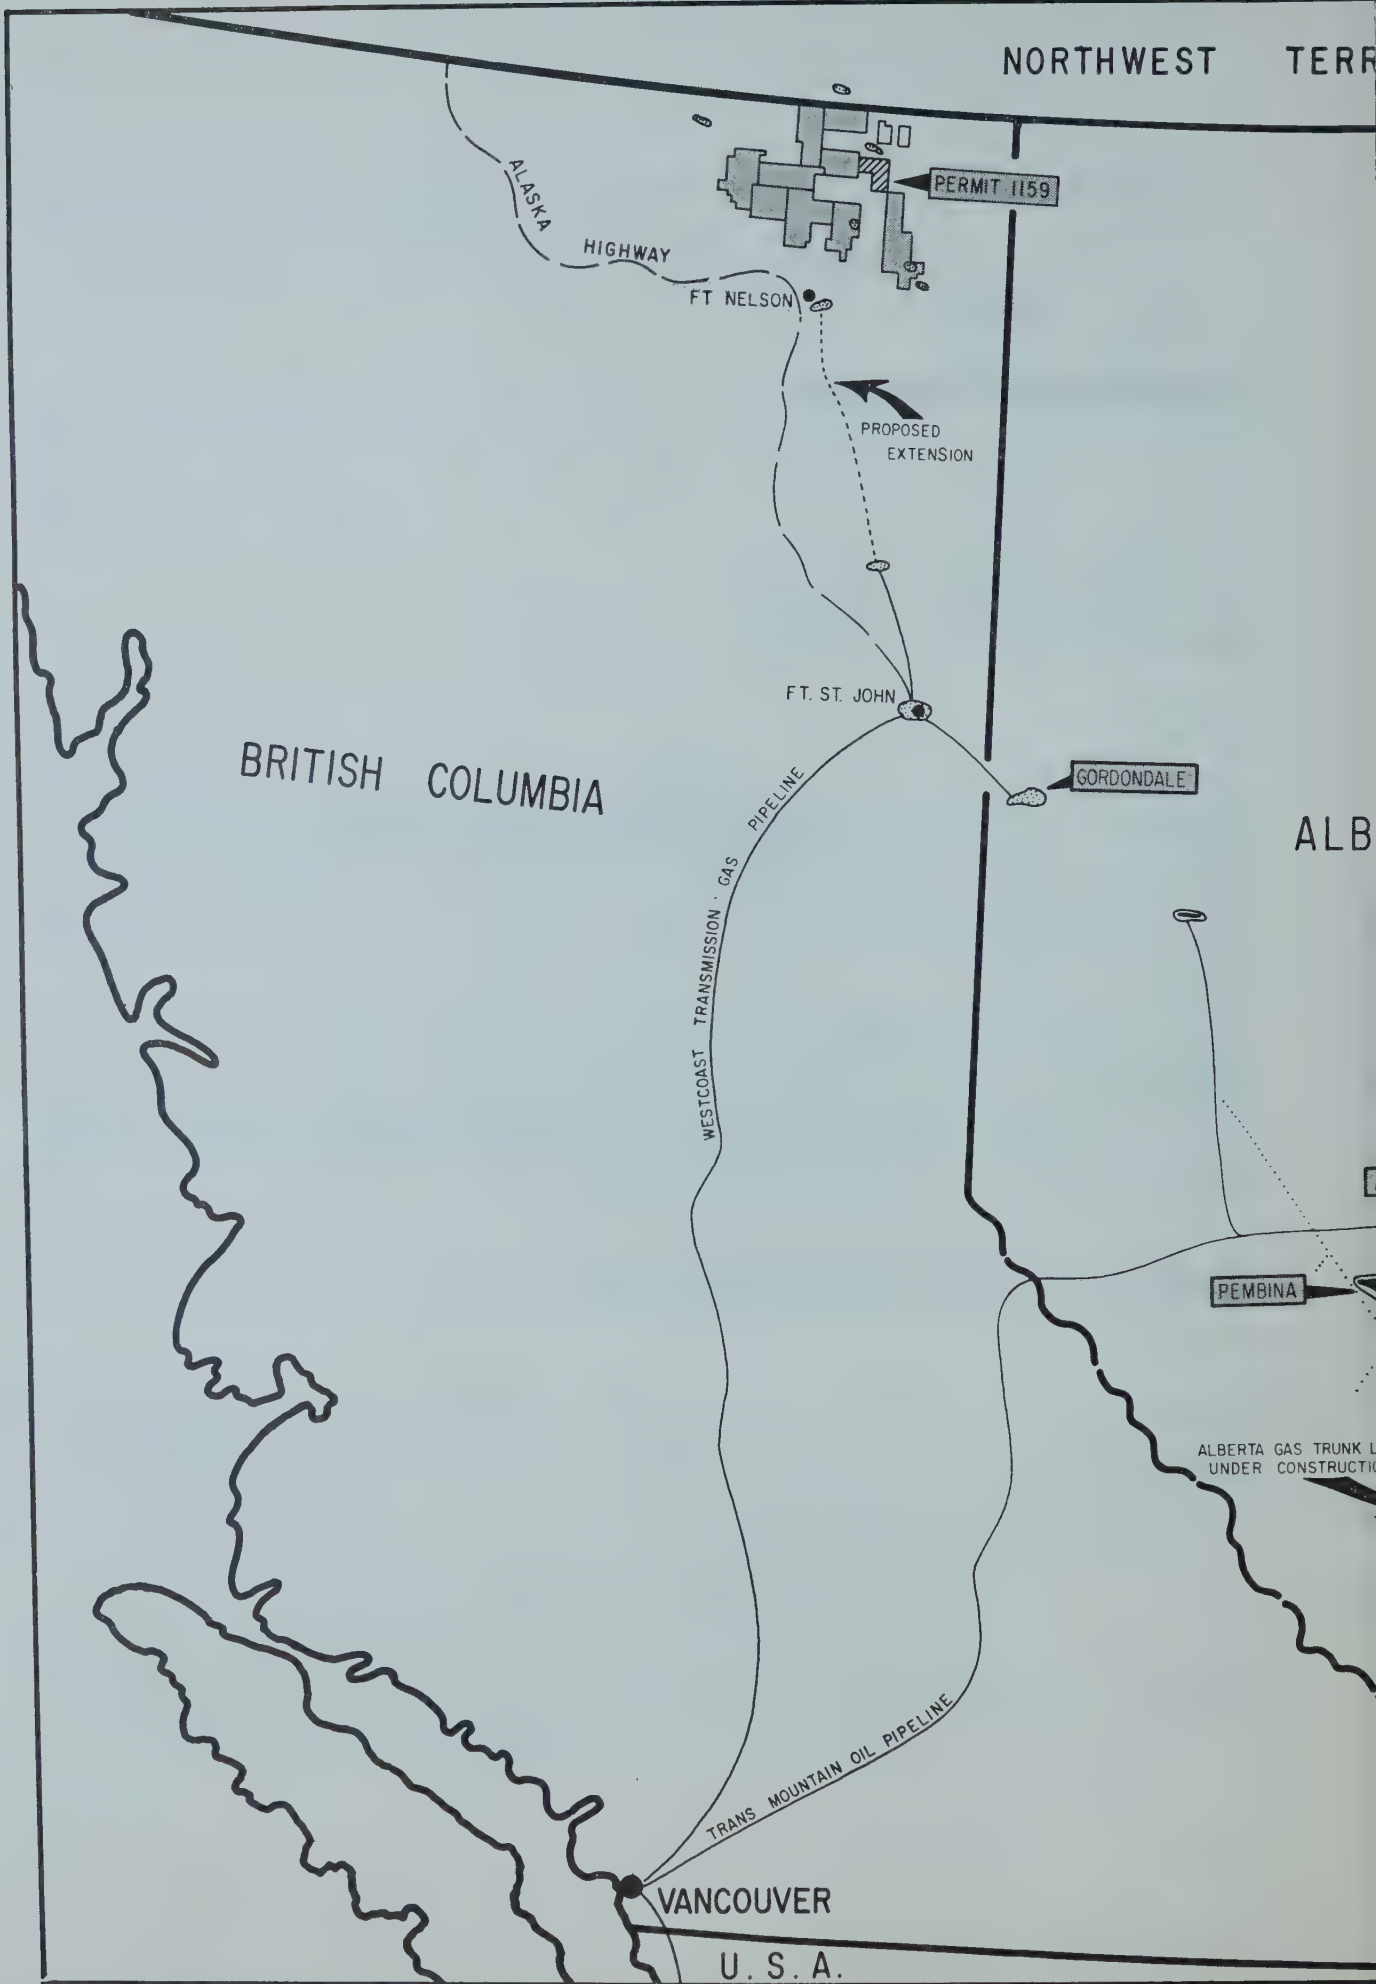 NORTHWEST TERR
PERMIT 1159
ALASKA
HIGHWAY
FT NELSON
PROPOSED
EXTENSION
FT. ST. JOHN
BRITISH COLUMBIA
GORDONDALE
ALB
WESTCOAST TRANSMISSION GAS PIPELINE
PEMBINA
ALBERTA GAS TRUNK L
UNDER CONSTRUCTIO
TRANS MOUNTAIN OIL PIPELINE
VANCOUVER
U. S. A.